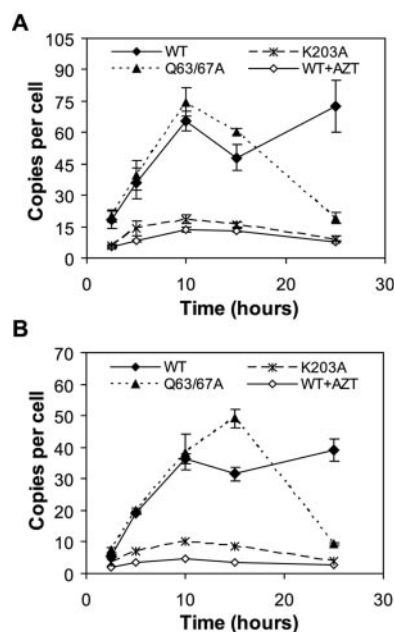 A
WT
K203A
Q63/67A
WT+AZT
Copies per cell
105
90
75
60
45
30
15
0
0 10 20 30
Time (hours)
B
WT
K203A
Q63/67A
WT+AZT
Copies per cell
70
60
50
40
30
20
10
0
0 10 20 30
Time (hours)